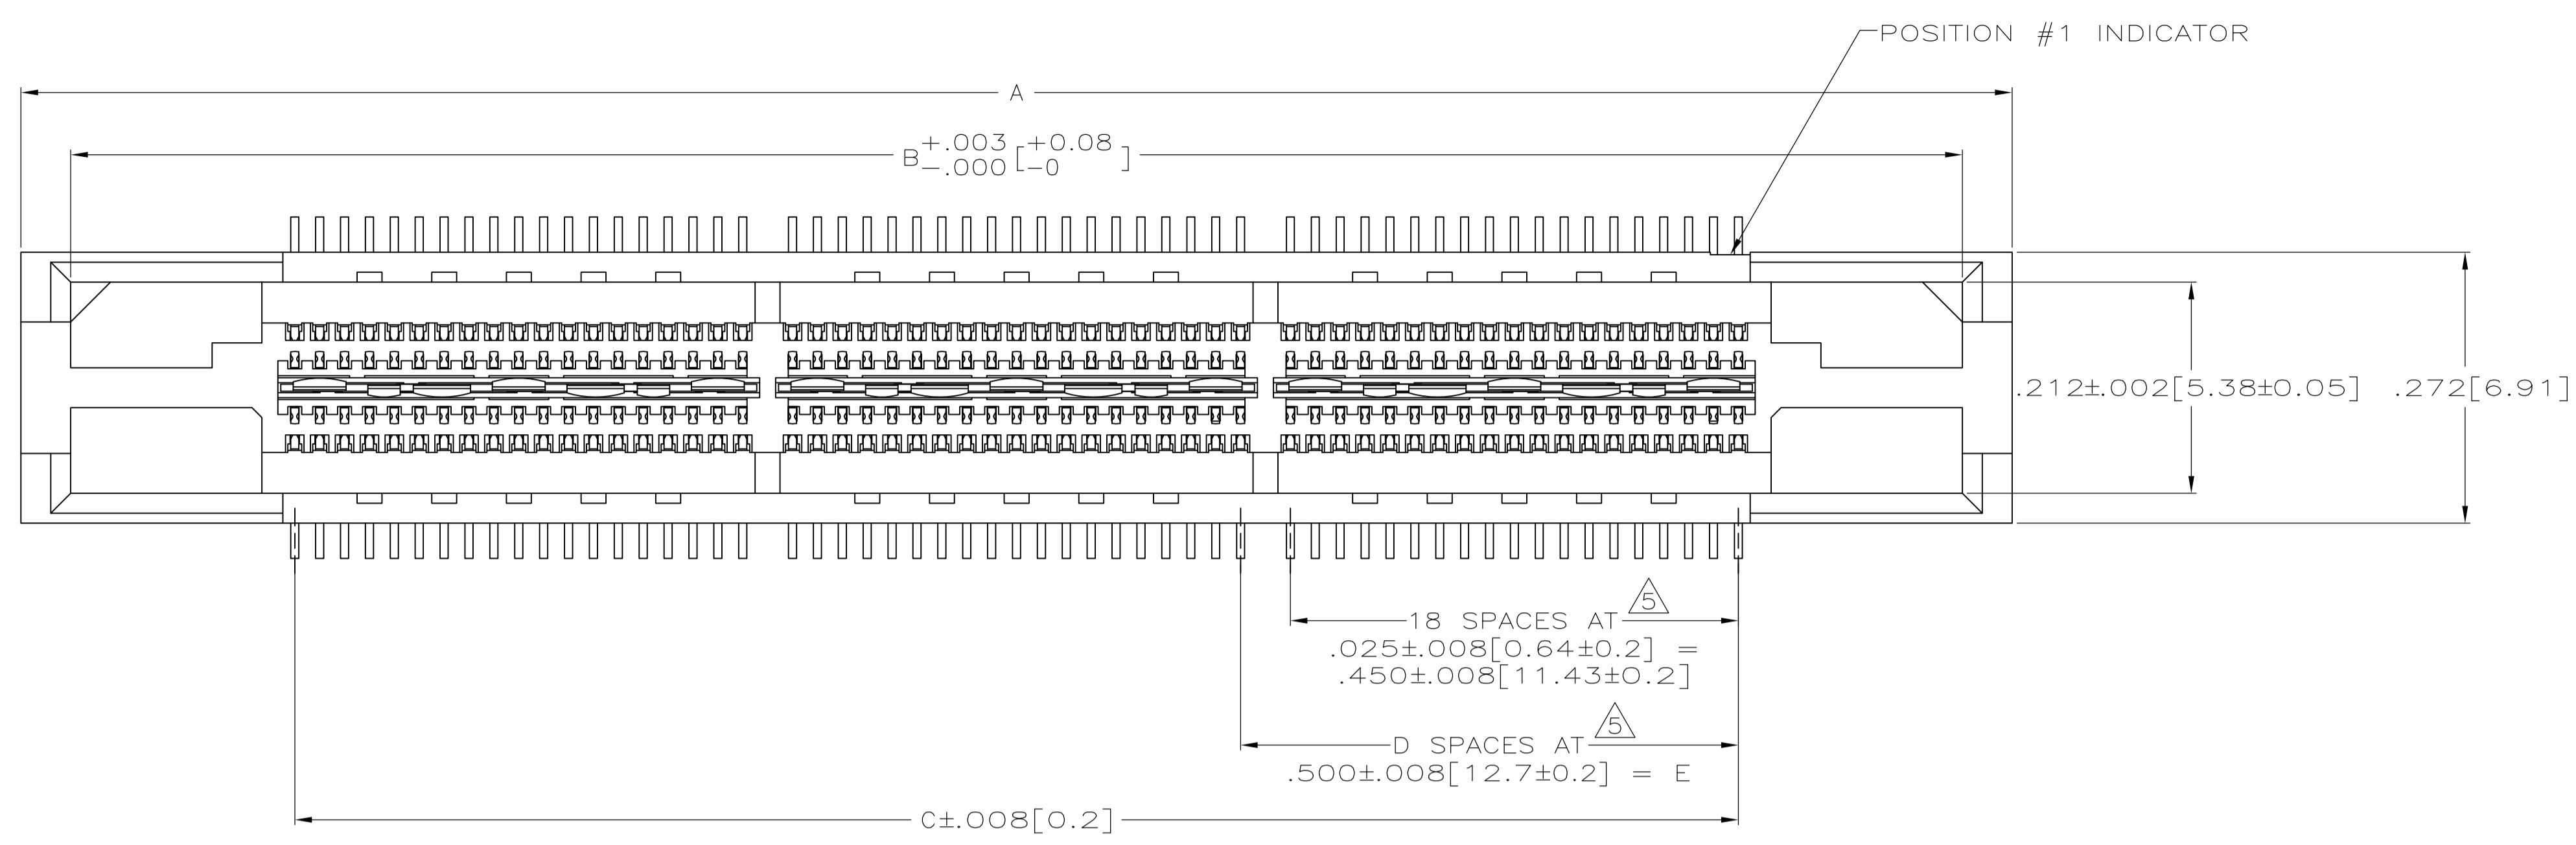 POSITION #1 INDICATOR
A
B +.003 -.000 [+0.08 -0]
.212±.002[5.38±0.05]
.272[6.91]
5
18 SPACES AT
.025±.008[0.64±0.2] =
.450±.008[11.43±0.2]
5
D SPACES AT
.500±.008[12.7±0.2] = E
C±.008[0.2]